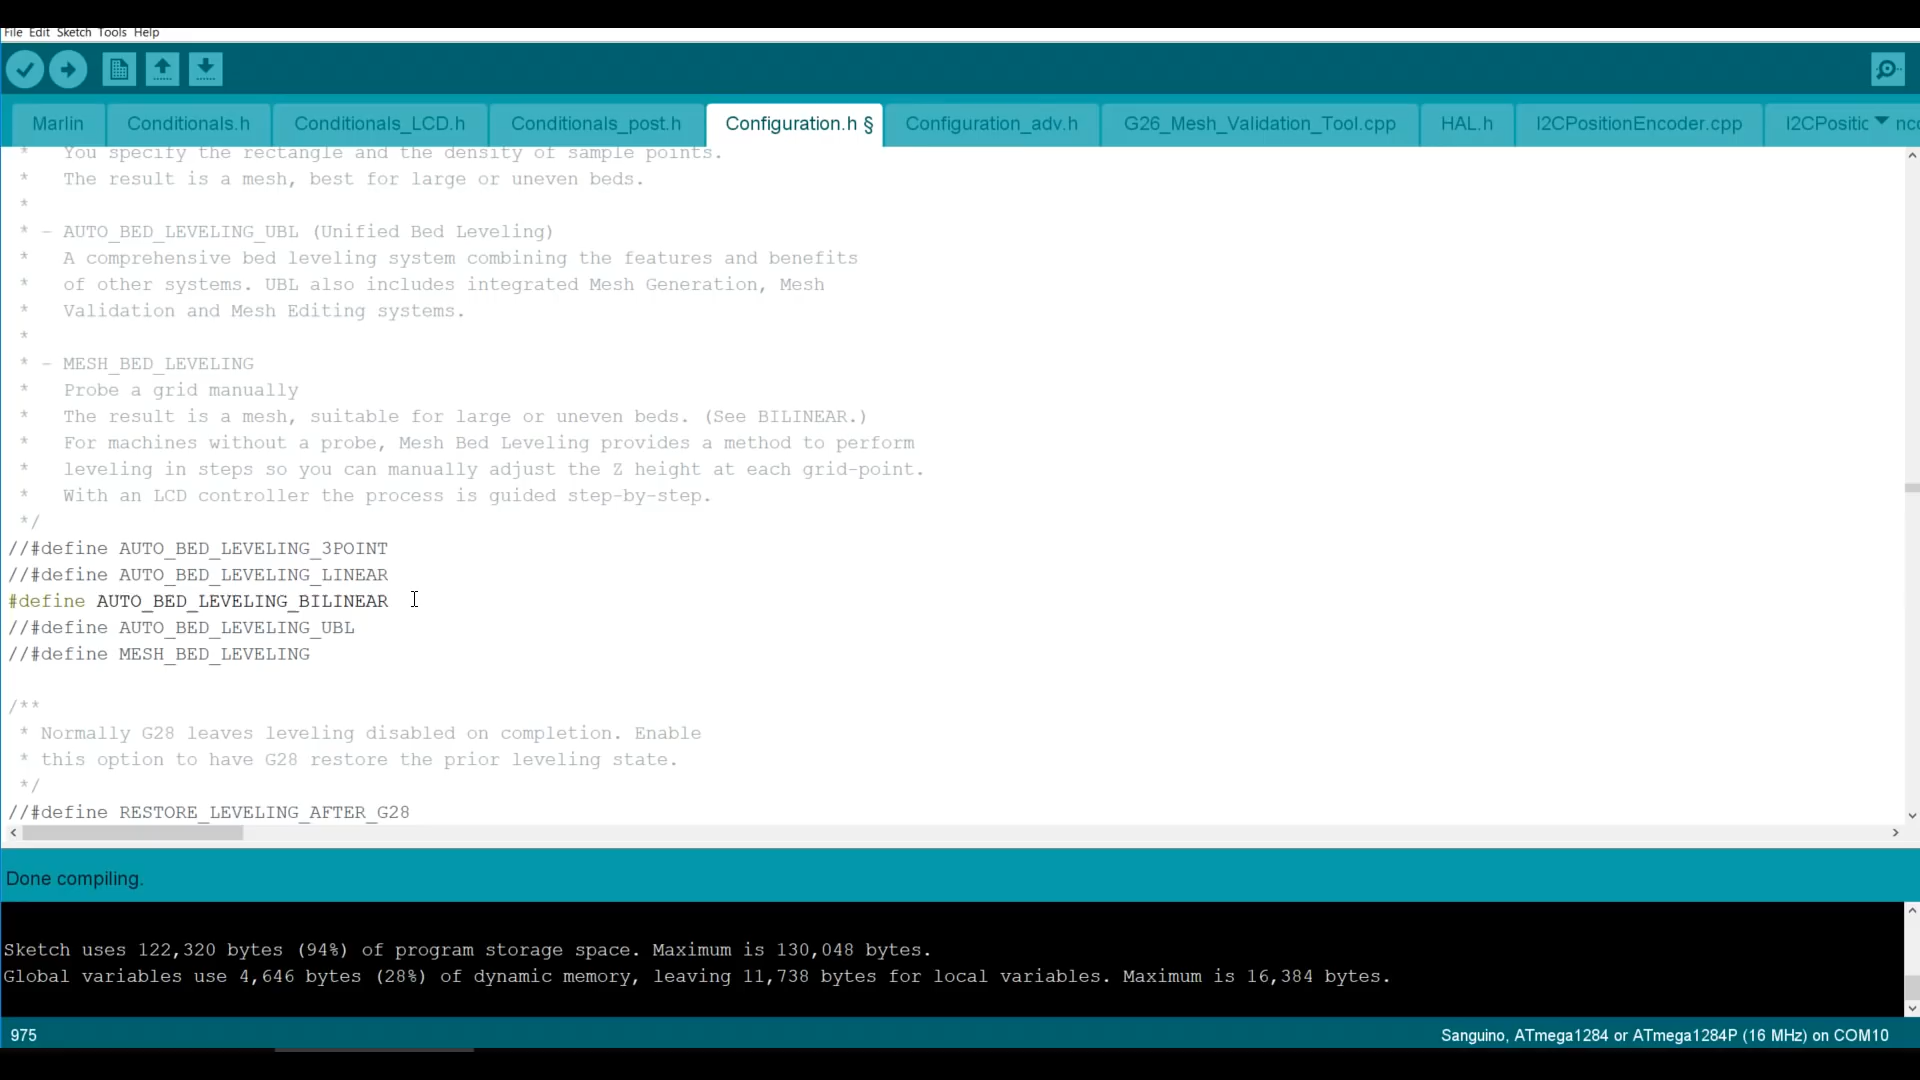 File Edit Sketch Tools Help
Marlin Conditionals.h Conditionals_LCD.h Conditionals_post.h Configuration.h § Configuration_adv.h G26_Mesh_Validation_Tool.cpp HAL.h I2CPositionEncoder.cpp
* You specify the rectangle and the density of sample points.
* The result is a mesh, best for large or uneven beds.
*
* - AUTO_BED_LEVELING_UBL (Unified Bed Leveling)
* A comprehensive bed leveling system combining the features and benefits
* of other systems. UBL also includes integrated Mesh Generation, Mesh
* Validation and Mesh Editing systems.
*
* - MESH_BED_LEVELING
* Probe a grid manually
* The result is a mesh, suitable for large or uneven beds. (See BILINEAR.)
* For machines without a probe, Mesh Bed Leveling provides a method to perform
* leveling in steps so you can manually adjust the Z height at each grid-point.
* With an LCD controller the process is guided step-by-step.
*/
//#define AUTO_BED_LEVELING_3POINT
//#define AUTO_BED_LEVELING_LINEAR
#define AUTO_BED_LEVELING_BILINEAR
//#define AUTO_BED_LEVELING_UBL
//#define MESH_BED_LEVELING
/**
* Normally G28 leaves leveling disabled on completion. Enable
* this option to have G28 restore the prior leveling state.
*/
//#define RESTORE_LEVELING_AFTER_G28
Done compiling.
Sketch uses 122,320 bytes (94%) of program storage space. Maximum is 130,048 bytes.
Global variables use 4,646 bytes (28%) of dynamic memory, leaving 11,738 bytes for local variables. Maximum is 16,384 bytes.
975 Sanguino, ATmega1284 or ATmega1284P (16 MHz) on COM10